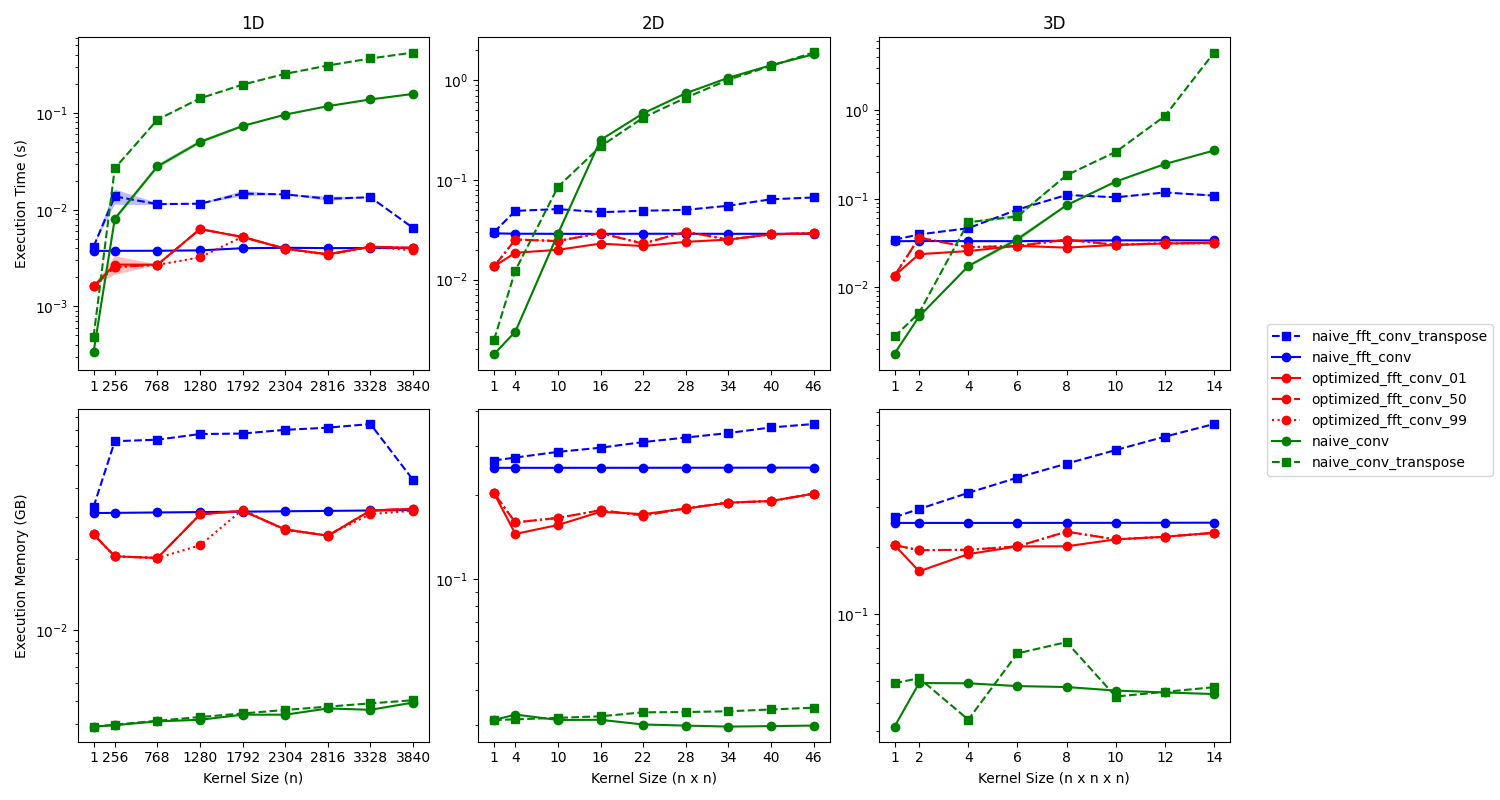 1D
2D
3D
Execution Time (s)
10⁻¹
10⁻²
10⁻³
1 256 768 1280 1792 2304 2816 3328 3840
10⁰
10⁻¹
10⁻²
1 4 10 16 22 28 34 40 46
10⁰
10⁻¹
10⁻²
1 2 4 6 8 10 12 14
naive_fft_conv_transpose
naive_fft_conv
optimized_fft_conv_01
optimized_fft_conv_50
optimized_fft_conv_99
naive_conv
naive_conv_transpose
Execution Memory (GB)
10⁻²
1 256 768 1280 1792 2304 2816 3328 3840
Kernel Size (n)
10⁻¹
1 4 10 16 22 28 34 40 46
Kernel Size (n x n)
10⁻¹
1 2 4 6 8 10 12 14
Kernel Size (n x n x n)